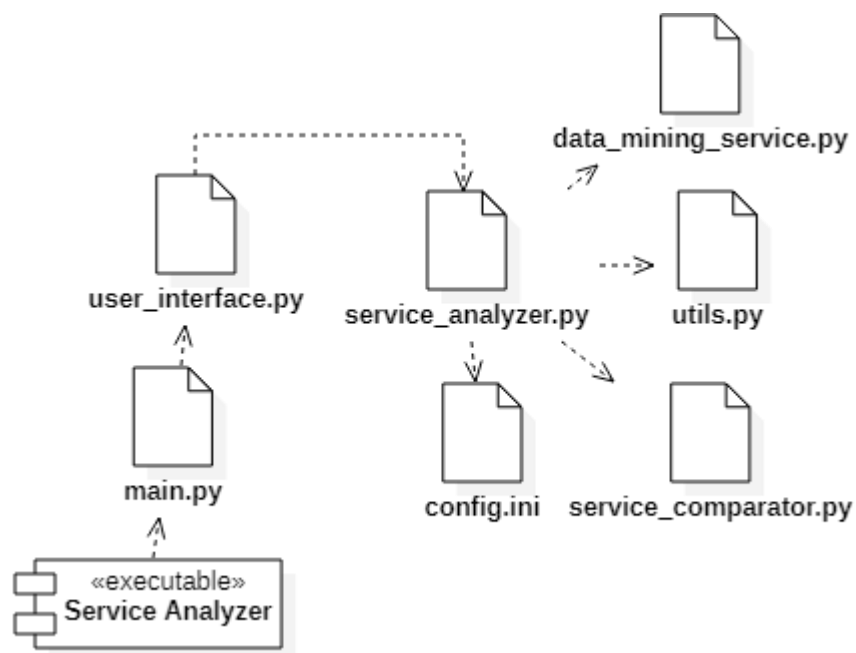 data_mining_service.py
user_interface.py
service_analyzer.py
utils.py
main.py
config.ini
service_comparator.py
«executable»
Service Analyzer